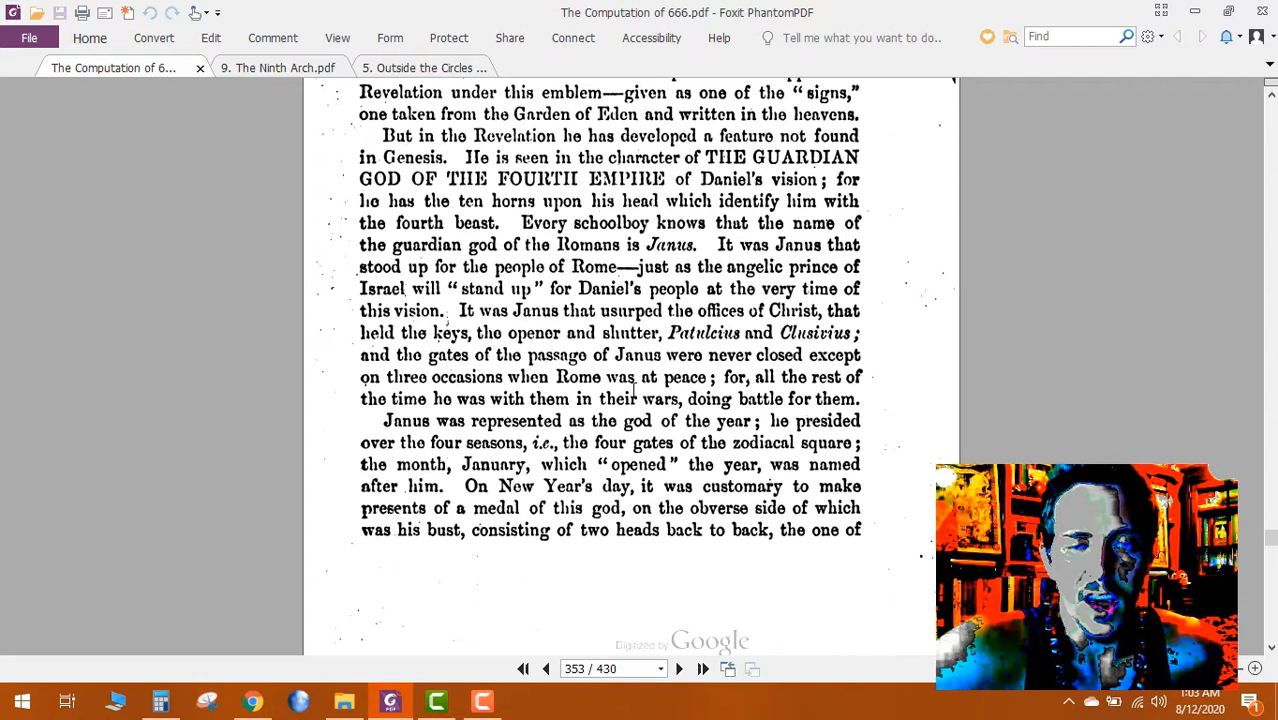 The Computation of 666.pdf - Foxit PhantomPDF
File Home Convert Edit Comment View Form Protect Share Connect Accessibility Help Tell me what you want to do.. Find
The Computation of 6... 9. The Ninth Arch.pdf 5. Outside the Circles ...
Revelation under this emblem—given as one of the “signs,”
one taken from the Garden of Eden and written in the heavens.
But in the Revelation he has developed a feature not found
in Genesis. He is seen in the character of THE GUARDIAN
GOD OF THE FOURTH EMPIRE of Daniel's vision; for
he has the ten horns upon his head which identify him with
the fourth beast. Every schoolboy knows that the name of
the guardian god of the Romans is Janus. It was Janus that
stood up for the people of Rome—just as the angelic prince of
Israel will “stand up” for Daniel's people at the very time of
this vision. It was Janus that usurped the offices of Christ, that
held the keys, the opener and shutter, Patulcius and Clusivius;
and the gates of the passage of Janus were never closed except
on three occasions when Rome was at peace; for, all the rest of
the time he was with them in their wars, doing battle for them.
Janus was represented as the god of the year; he presided
over the four seasons, i.e., the four gates of the zodiacal square;
the month, January, which “opened” the year, was named
after him. On New Year's day, it was customary to make
presents of a medal of this god, on the obverse side of which
was his bust, consisting of two heads back to back, the one of
Digitized by Google
353 / 430
1:03 AM
8/12/2020